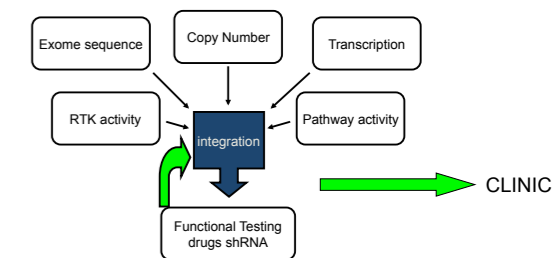 Copy Number
Exome sequence
Transcription
RTK activity
Pathway activity
integration
CLINIC
Functional Testing
drugs shRNA